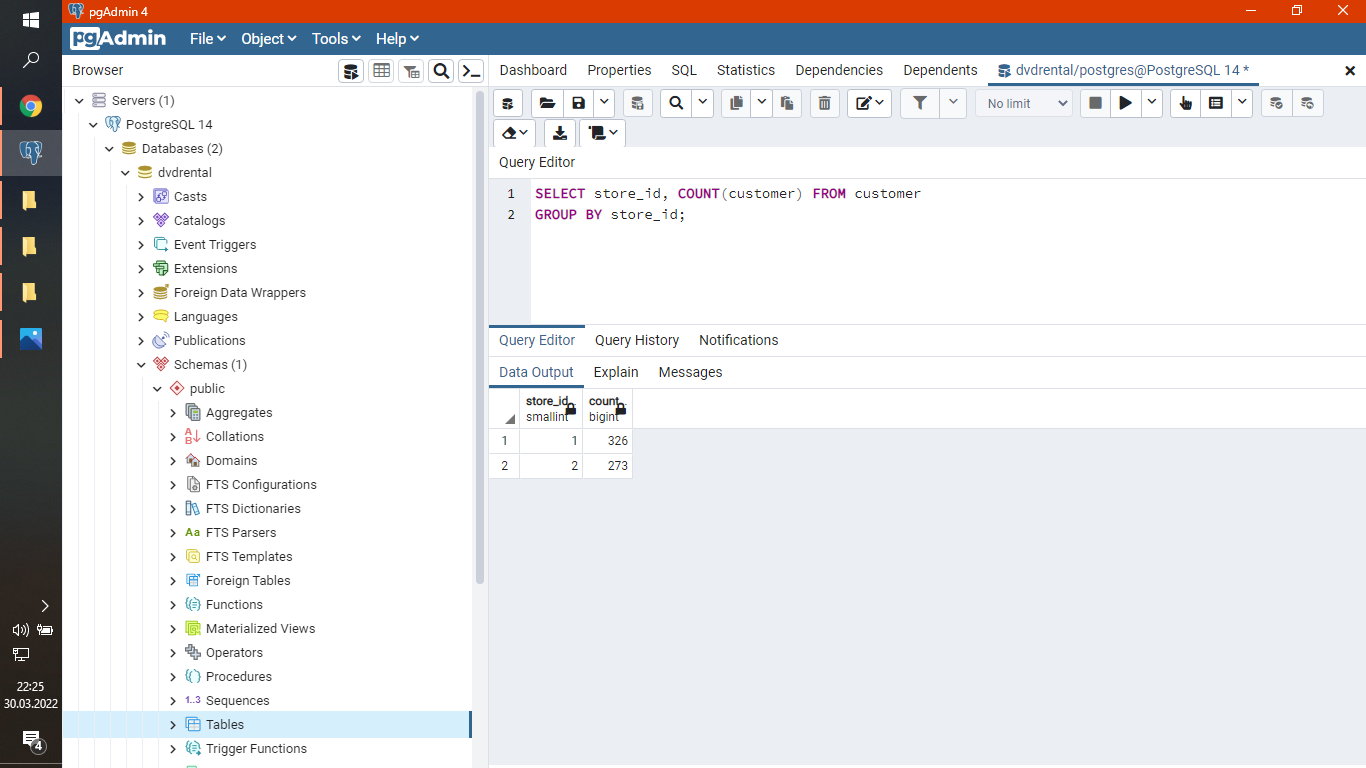 pgAdmin 4
pgAdmin File Object Tools Help
Browser
Dashboard Properties SQL Statistics Dependencies Dependents dvdrental/postgres@PostgreSQL 14 *
No limit
Servers (1)
PostgreSQL 14
Databases (2)
dvdrental
Casts
Catalogs
Event Triggers
Extensions
Foreign Data Wrappers
Languages
Publications
Schemas (1)
public
Aggregates
Collations
Domains
FTS Configurations
FTS Dictionaries
Aa FTS Parsers
FTS Templates
Foreign Tables
Functions
Materialized Views
Operators
Procedures
1..3 Sequences
Tables
Trigger Functions
Query Editor
1 SELECT store_id, COUNT(customer) FROM customer
2 GROUP BY store_id;
Query Editor Query History Notifications
Data Output Explain Messages
store_id count
smallint bigint
1 1 326
2 2 273
22:25
30.03.2022
4